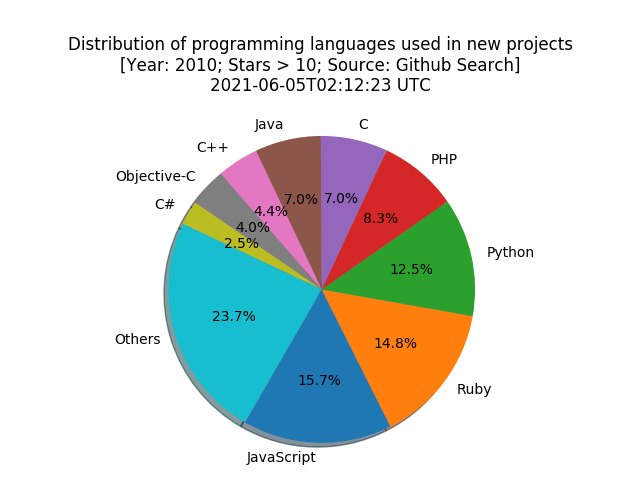 Distribution of programming languages used in new projects
[Year: 2010; Stars > 10; Source: Github Search]
2021-06-05T02:12:23 UTC
Java
C
C++
PHP
Objective-C
C#
7.0%
7.0%
4.4%
8.3%
4.0%
2.5%
Python
12.5%
23.7%
Others
14.8%
15.7%
Ruby
JavaScript